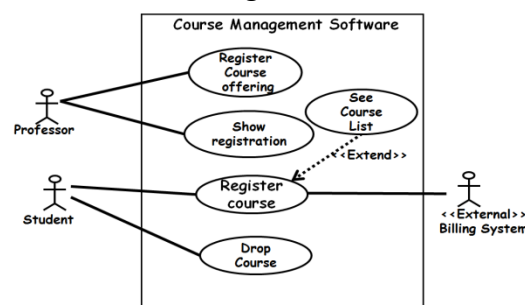 Course Management Software
Register
Course
offering
See
Course
List
Professor
Show
registration
<<Extend>>
Register
course
Student
<<External>>
Billing System
Drop
Course